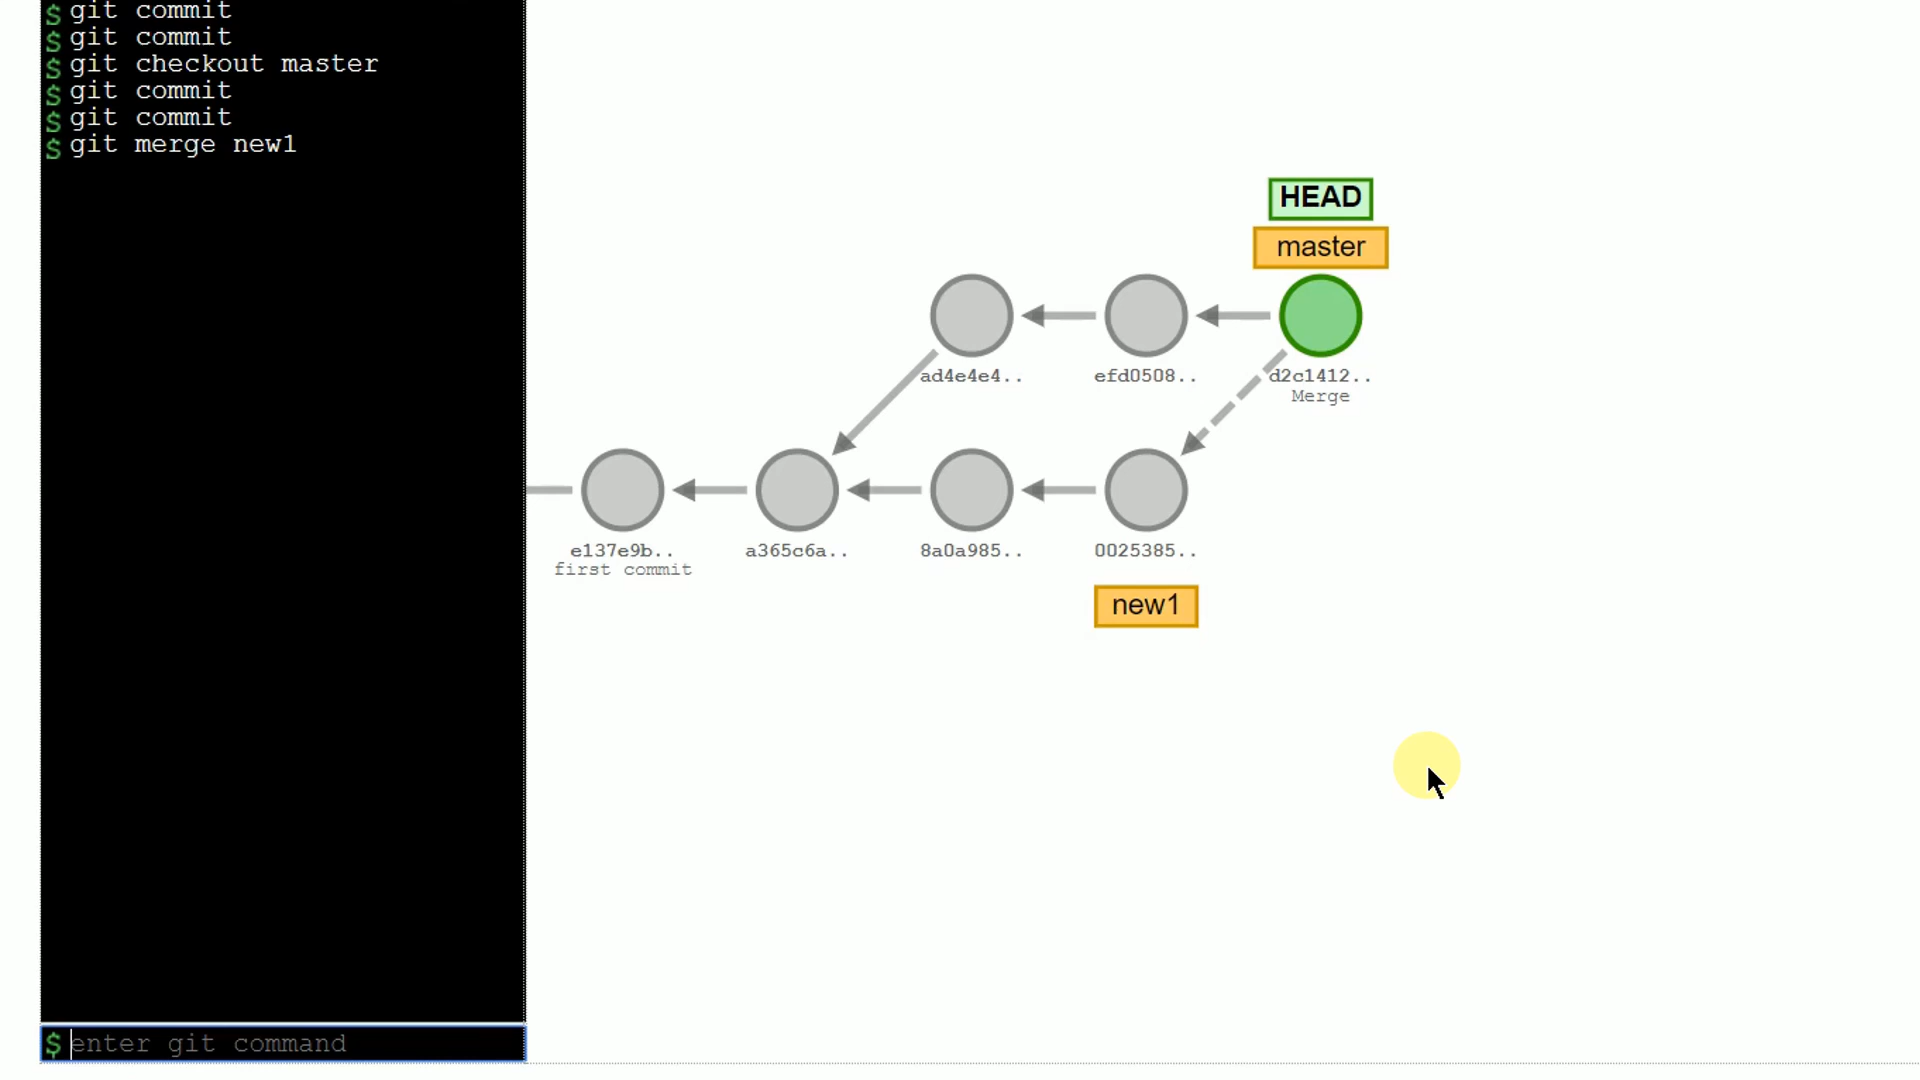 $ git commit
$ git commit
$ git checkout master
$ git commit
$ git commit
$ git merge new1
HEAD
master
ad4e4e4..
efd0508..
d2c1412..
Merge
e137e9b..
first commit
a365c6a..
8a0a985..
0025385..
new1
$ enter git command